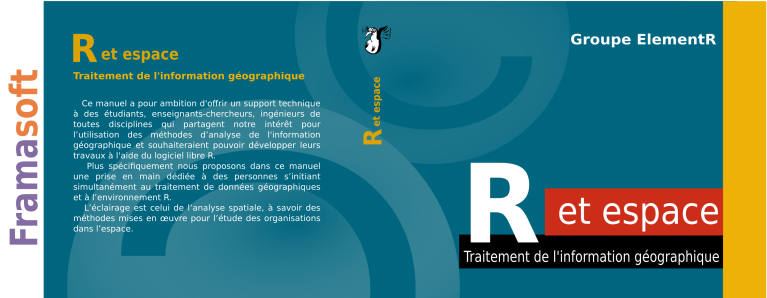 Framasoft
R et espace
Traitement de l'information géographique
Ce manuel a pour ambition d'offrir un support technique
à des étudiants, enseignants-chercheurs, ingénieurs de
toutes disciplines qui partagent notre intérêt pour
l'utilisation des méthodes d'analyse de l'information
géographique et souhaiteraient pouvoir développer leurs
travaux à l'aide du logiciel libre R.
Plus spécifiquement nous proposons dans ce manuel
une prise en main dédiée à des personnes s'initiant
simultanément au traitement de données géographiques
et à l'environnement R.
L'éclairage est celui de l'analyse spatiale, à savoir des
méthodes mises en œuvre pour l'étude des organisations
dans l'espace.
R et espace
Groupe ElementR
R et espace
Traitement de l'information géographique